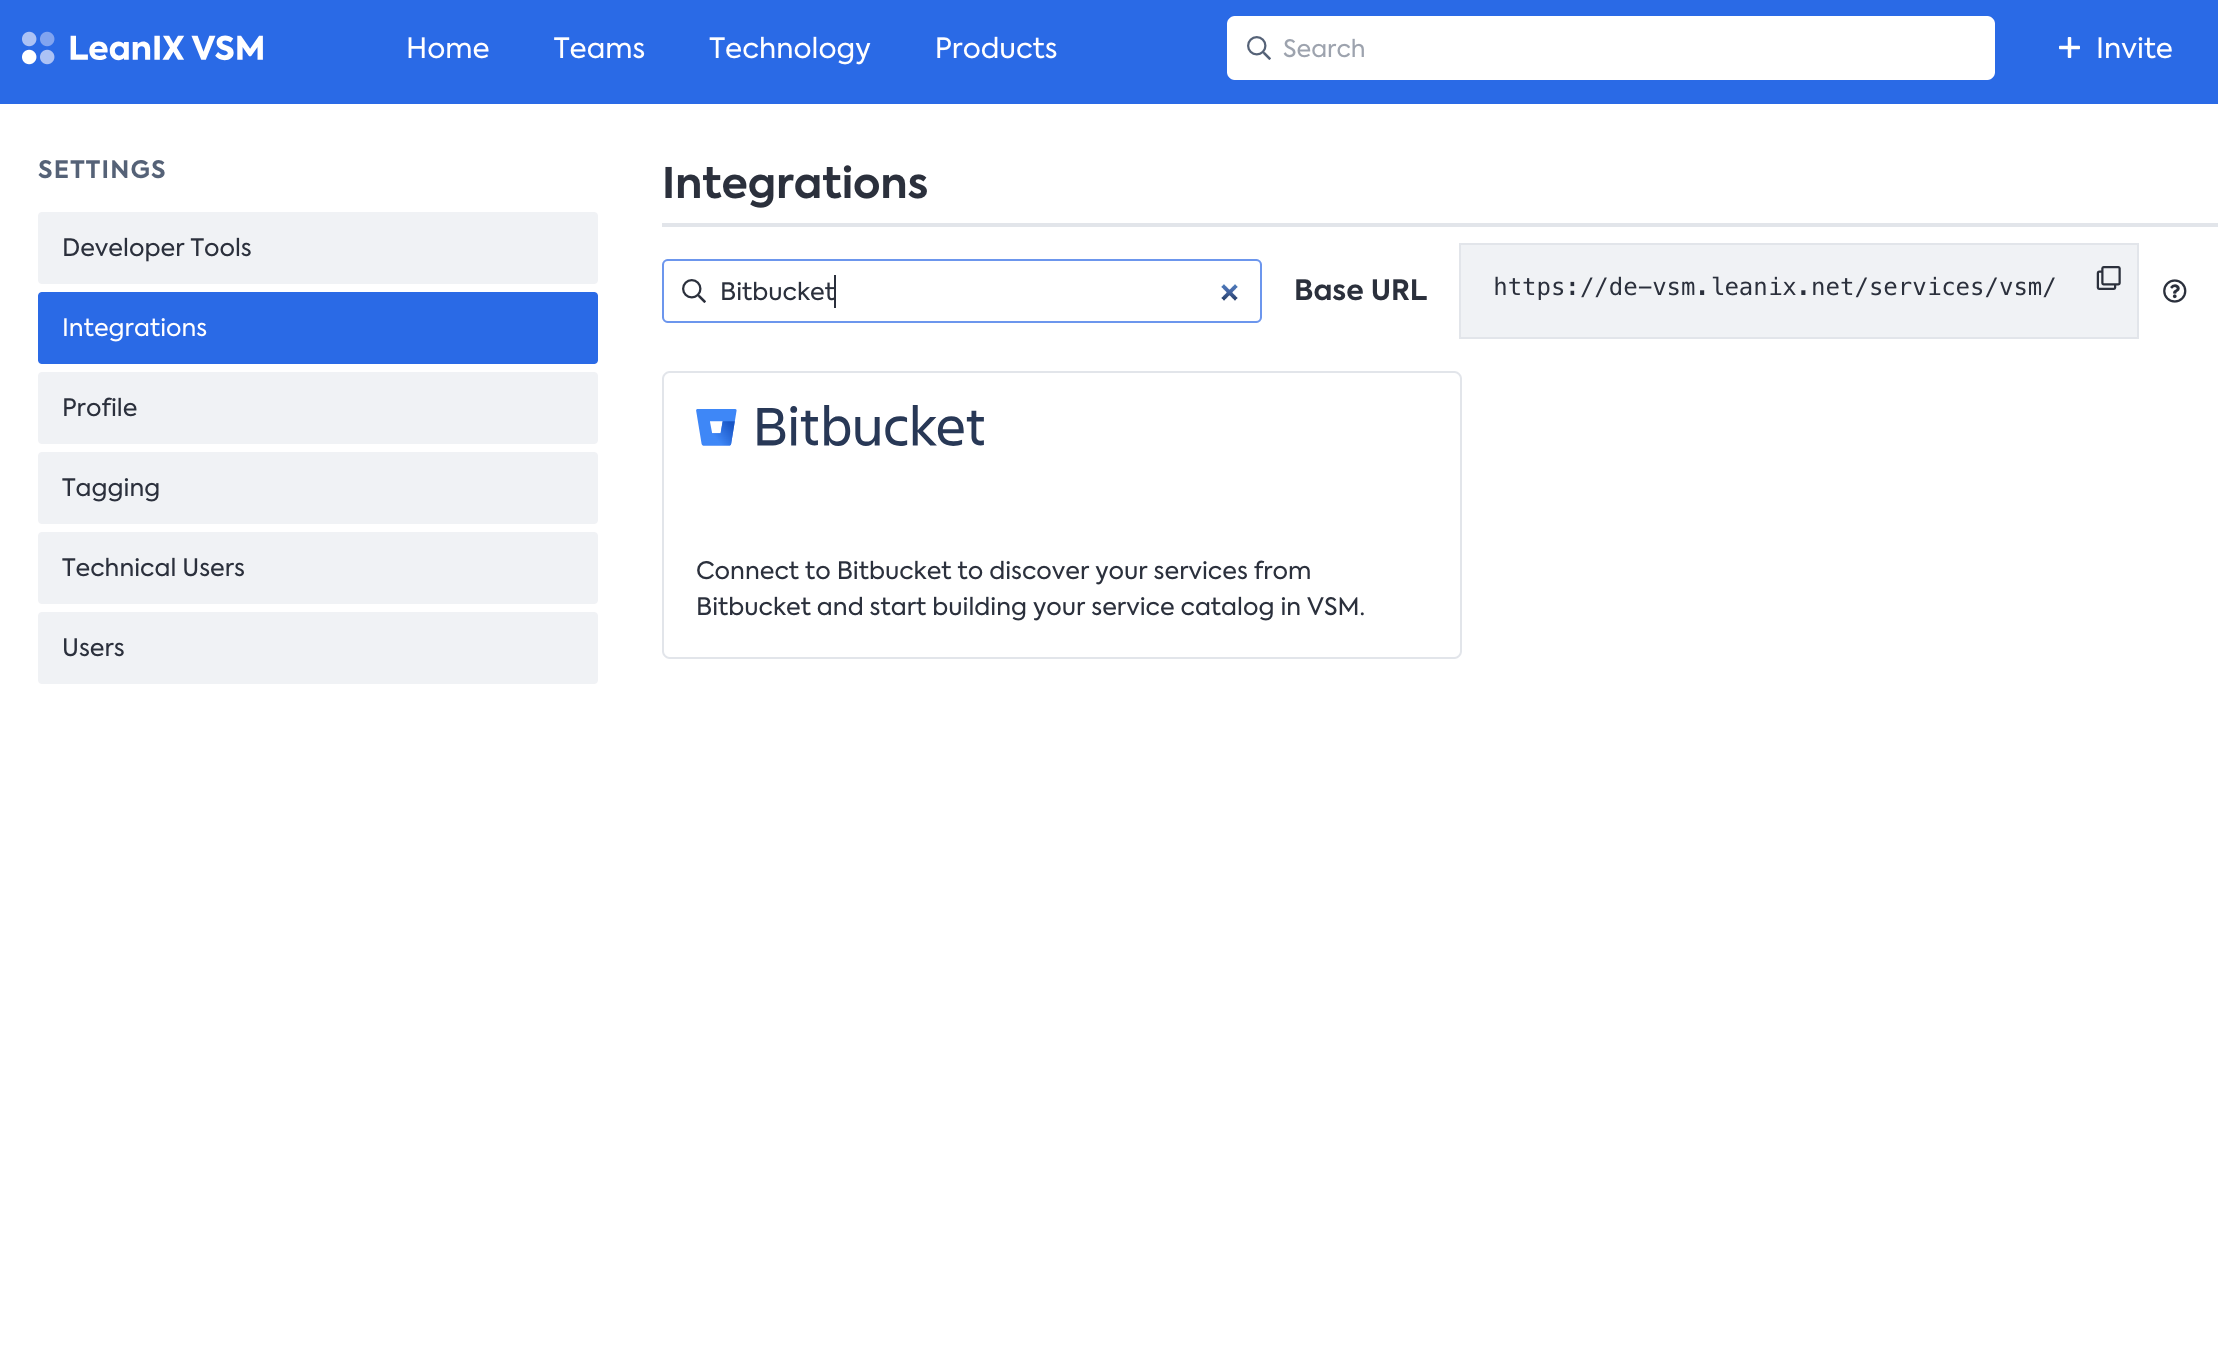 LeanIX VSM
Home
Teams
Technology
Products
Search
+ Invite
SETTINGS
Developer Tools
Integrations
Profile
Tagging
Technical Users
Users
Integrations
Bitbucket
Base URL
https://de-vsm.leanix.net/services/vsm/
Bitbucket
Connect to Bitbucket to discover your services from
Bitbucket and start building your service catalog in VSM.